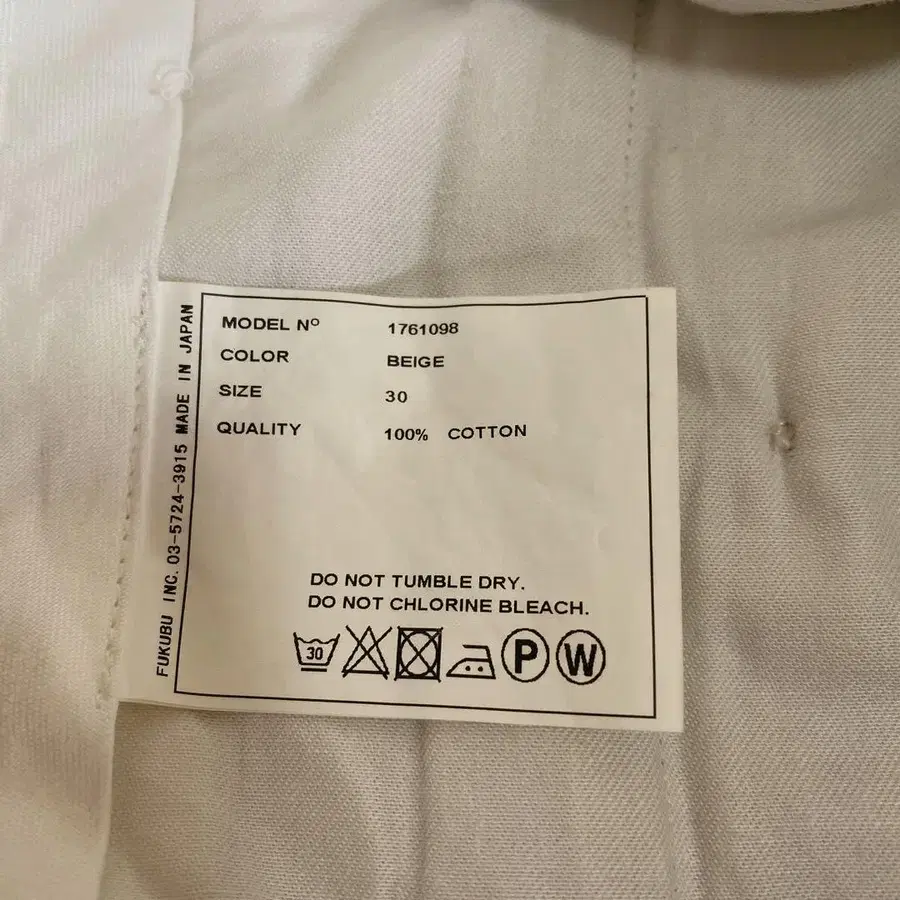 MODEL Nº 1761098
COLOR BEIGE
SIZE 30
QUALITY 100% COTTON
DO NOT TUMBLE DRY.
DO NOT CHLORINE BLEACH.
30 P W
FUKUBU INC. 03-5724-3915 MADE IN JAPAN